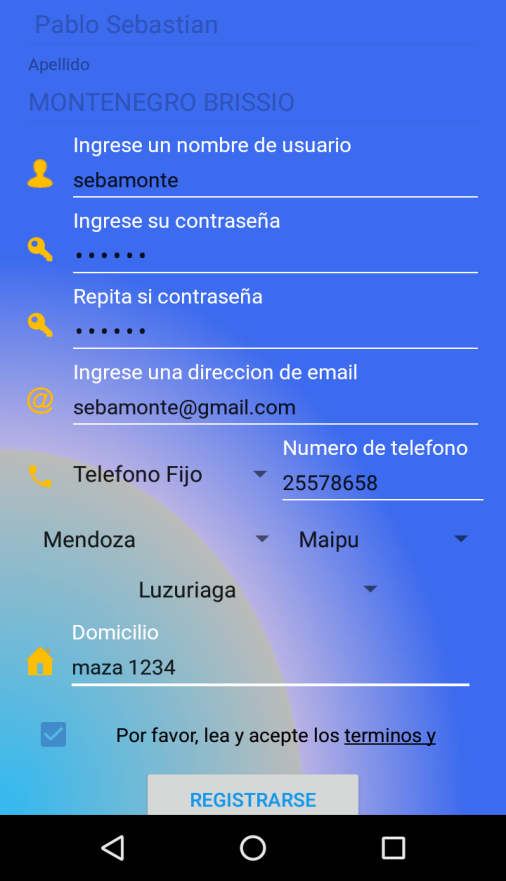 Pablo Sebastian
Apellido
MONTENEGRO BRISSIO
Ingrese un nombre de usuario
sebamonte
Ingrese su contraseña
••••••
Repita si contraseña
••••••
Ingrese una direccion de email
@ sebamonte@gmail.com
Numero de telefono
Telefono Fijo 25578658
Mendoza Maipu
Luzuriaga
Domicilio
maza 1234
Por favor, lea y acepte los terminos y
REGISTRARSE